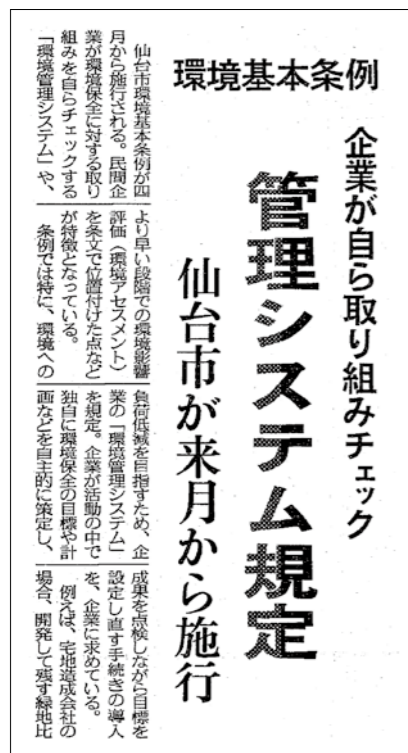 環境基本条例
企業が自ら取り組みチェック
管理システム規定
仙台市が来月から施行
仙台市環境基本条例が四
月から施行される。民間企
業が環境保全に対する取り
組みを自らチェックする
「環境管理システム」や、
より早い段階での環境影響
評価(環境アセスメント)
を条文で位置付けた点など
が特徴となっている。
条例では特に、環境への
負荷低減を目指すため、企
業の「環境管理システム」
を規定。企業が活動の中で
独自に環境保全の目標や計
画などを自主的に策定し、
成果を点検しながら目標を
設定し直す手続きの導入
を、企業に求めている。
例えば、宅地造成会社の
場合、開発して残す緑地比